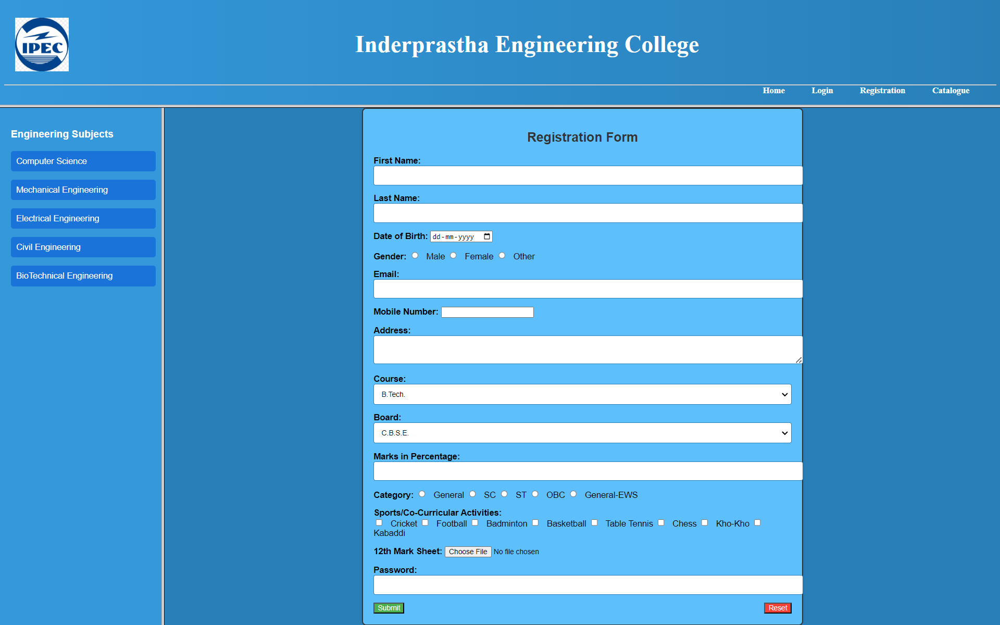 IPEC
Inderprastha Engineering College
Home Login Registration Catalogue
Engineering Subjects
Computer Science
Mechanical Engineering
Electrical Engineering
Civil Engineering
BioTechnical Engineering
Registration Form
First Name:
Last Name:
Date of Birth: dd-mm-yyyy
Gender: Male Female Other
Email:
Mobile Number:
Address:
Course:
B.Tech.
Board:
C.B.S.E.
Marks in Percentage:
Category: General SC ST OBC General-EWS
Sports/Co-Curricular Activities:
Cricket Football Badminton Basketball Table Tennis Chess Kho-Kho
Kabaddi
12th Mark Sheet: Choose File No file chosen
Password:
Submit Reset